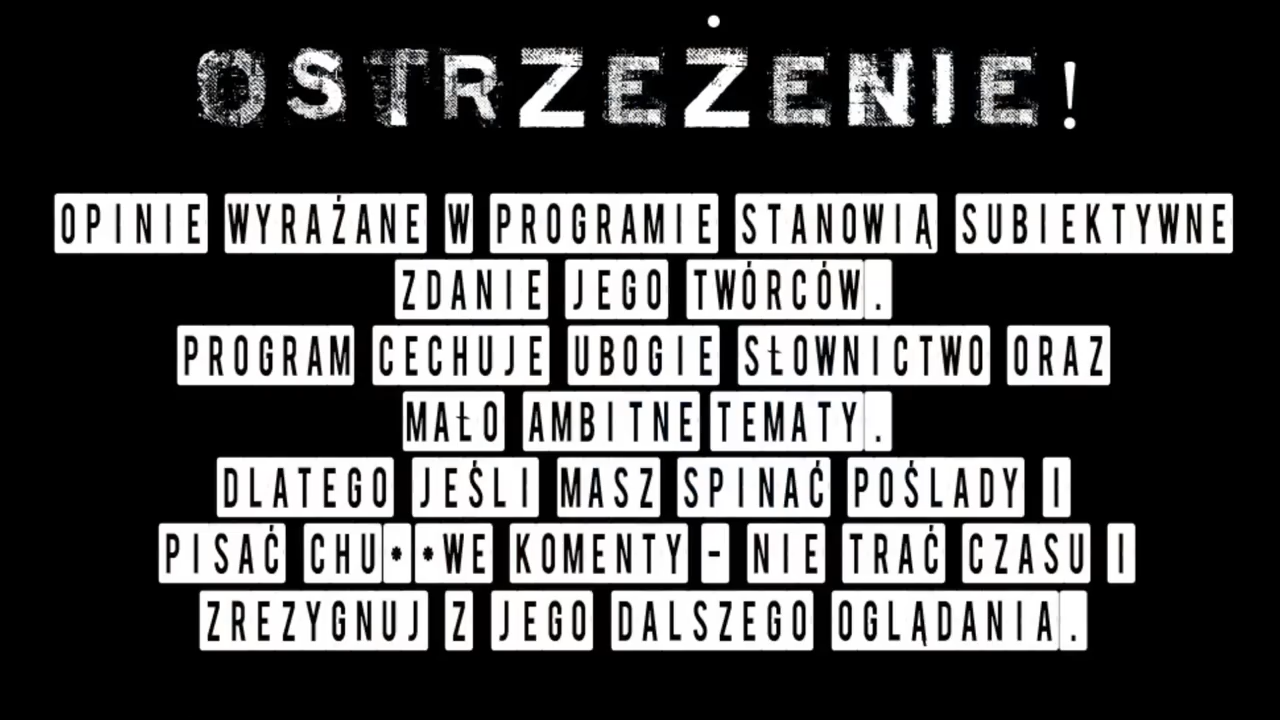 OSTRZEŻENIE!
OPINIE WYRAŻANE W PROGRAMIE STANOWIĄ SUBIEKTYWNE
ZDANIE JEGO TWÓRCÓW.
PROGRAM CECHUJE UBOGIE SŁOWNICTWO ORAZ
MAŁO AMBITNE TEMATY.
DLATEGO JEŚLI MASZ SPINAĆ POŚLADY I
PISAĆ CHU**WE KOMENTY - NIE TRAĆ CZASU I
ZREZYGNUJ Z JEGO DALSZEGO OGLĄDANIA.